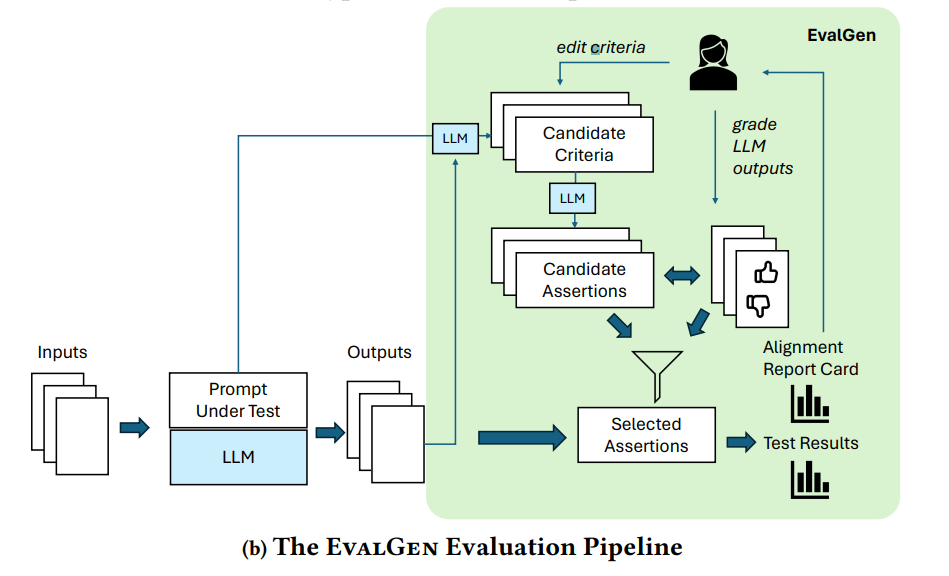 EvalGen
edit criteria
LLM
Candidate
Criteria
grade
LLM
outputs
LLM
Candidate
Assertions
Inputs
Outputs
Prompt
Under Test
LLM
Alignment
Report Card
Selected
Assertions
Test Results
(b) The EvalGen Evaluation Pipeline